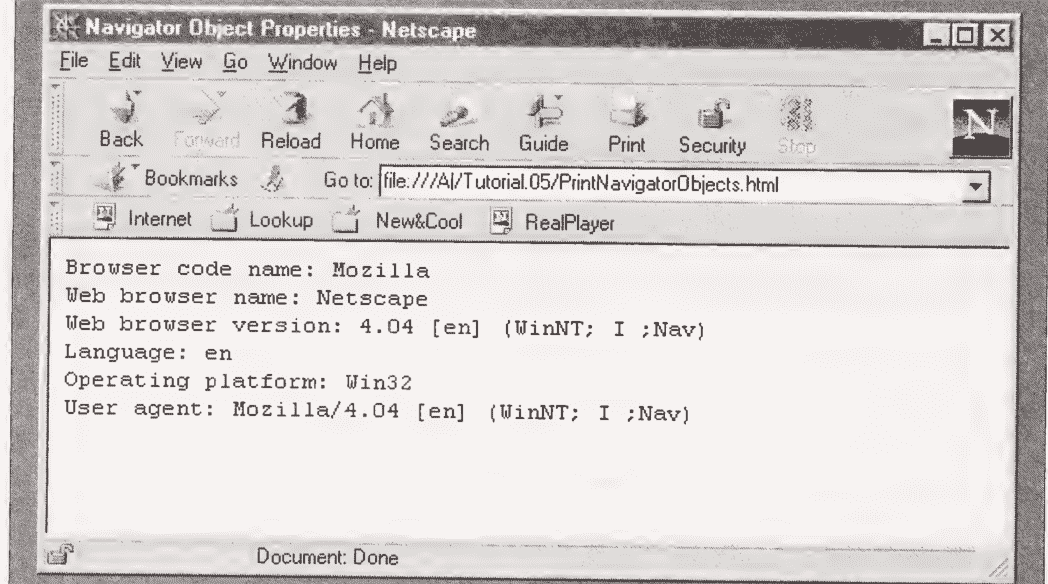 Navigator Object Properties - Netscape
File Edit View Go Window Help
Back Forward Reload Home Search Guide Print Security Stop
N
Bookmarks Go to: file:///A|/Tutorial.05/PrintNavigatorObjects.html
Internet Lookup New&Cool RealPlayer
Browser code name: Mozilla
Web browser name: Netscape
Web browser version: 4.04 [en] (WinNT; I ;Nav)
Language: en
Operating platform: Win32
User agent: Mozilla/4.04 [en] (WinNT; I ;Nav)
Document: Done